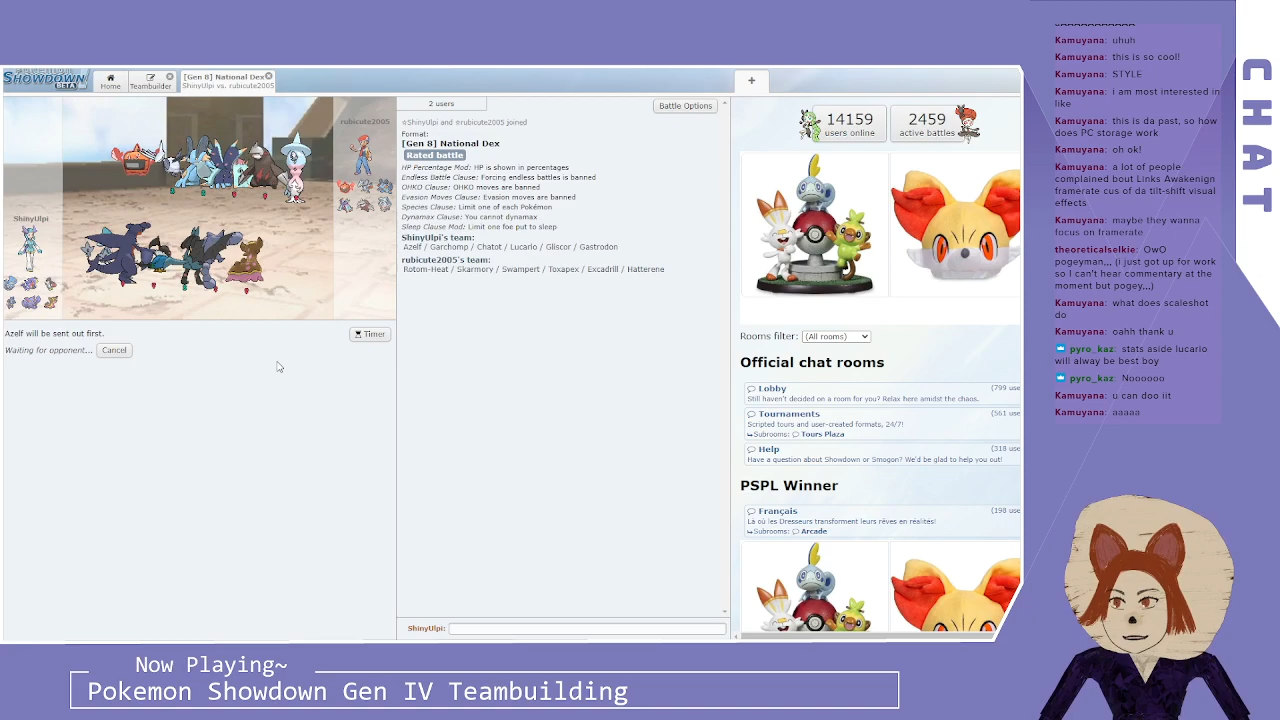 SHOWDOWN
BETA
Home
Teambuilder
[Gen 8] National Dex
ShinyUlpi vs. rubicute2005
+
rubicute2005
ShinyUlpi
Azelf will be sent out first.
Timer
Waiting for opponent...
Cancel
2 users
Battle Options
☆ShinyUlpi and ☆rubicute2005 joined
Format:
[Gen 8] National Dex
Rated battle
HP Percentage Mod: HP is shown in percentages
Endless Battle Clause: Forcing endless battles is banned
OHKO Clause: OHKO moves are banned
Evasion Moves Clause: Evasion moves are banned
Species Clause: Limit one of each Pokémon
Dynamax Clause: You cannot dynamax
Sleep Clause Mod: Limit one foe put to sleep
ShinyUlpi's team:
Azelf / Garchomp / Chatot / Lucario / Gliscor / Gastrodon
rubicute2005's team:
Rotom-Heat / Skarmory / Swampert / Toxapex / Excadrill / Hatterene
ShinyUlpi:
14159
users online
2459
active battles
Rooms filter: (All rooms)
Official chat rooms
Lobby (799 use
Still haven't decided on a room for you? Relax here amidst the chaos.
Tournaments (561 use
Scripted tours and user-created formats, 24/7!
Subrooms: Tours Plaza
Help (318 use
Have a question about Showdown or Smogon? We'd be glad to help you out!
PSPL Winner
Français (198 use
Là où les Dresseurs transforment leurs rêves en réalités!
Subrooms: Arcade
Kamuyana: uhuh
Kamuyana: this is so cool!
Kamuyana: STYLE
Kamuyana: i am most interested in
like
Kamuyana: this is da past, so how
does PC storage work
Kamuyana: oh ok!
Kamuyana: a lot of people
complained bout Links Awakenign
framerate cus of da tilt-shift visual
effects
Kamuyana: maybe they wanna
focus on framerate
theoreticalselkie: OwO
pogeyman,,, (i just got up for work
so I can't hear commentary at the
moment but pogey,,,)
Kamuyana: what does scaleshot
do
Kamuyana: oahh thank u
pyro_kaz: stats aside lucario
will alway be best boy
pyro_kaz: Noooooo
Kamuyana: u can doo iit
Kamuyana: aaaaa
CHAT
Now Playing~
Pokemon Showdown Gen IV Teambuilding